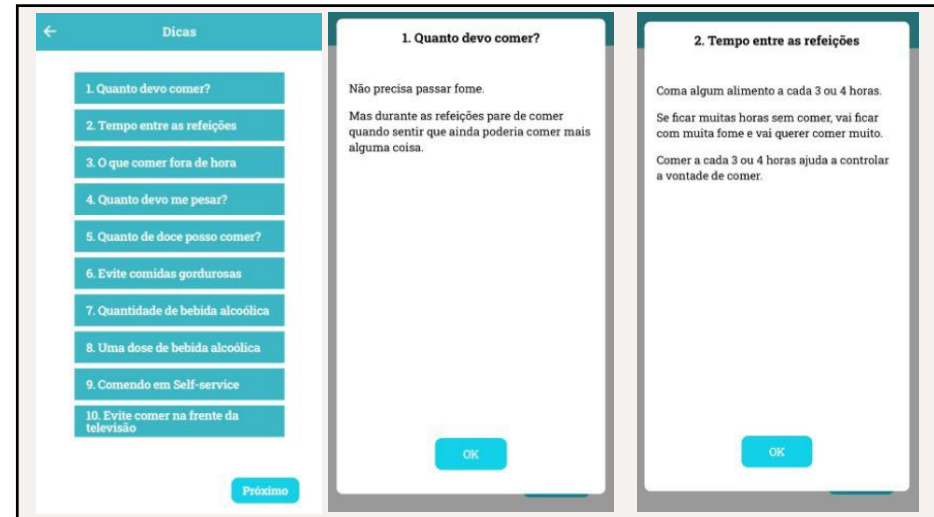 Dicas
1. Quanto devo comer?
2. Tempo entre as refeições
3. O que comer fora de hora
4. Quanto devo me pesar?
5. Quanto de doce posso comer?
6. Evite comidas gordurosas
7. Quantidade de bebida alcoólica
8. Uma dose de bebida alcoólica
9. Comendo em Self-service
10. Evite comer na frente da
televisão
Próximo
1. Quanto devo comer?
Não precisa passar fome.
Mas durante as refeições pare de comer
quando sentir que ainda poderia comer mais
alguma coisa.
OK
2. Tempo entre as refeições
Coma algum alimento a cada 3 ou 4 horas.
Se ficar muitas horas sem comer, vai ficar
com muita fome e vai querer comer muito.
Comer a cada 3 ou 4 horas ajuda a controlar
a vontade de comer.
OK